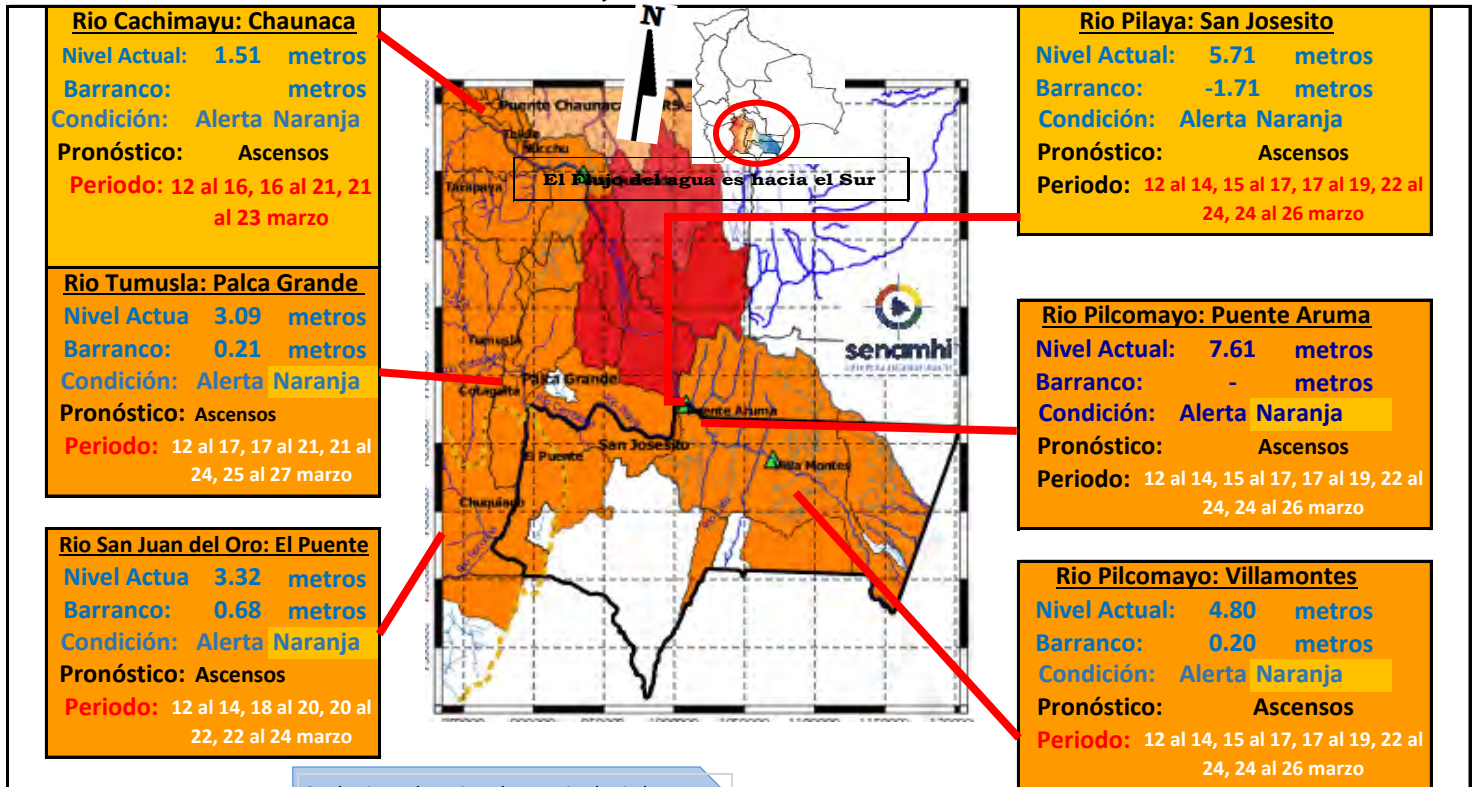 Rio Cachimayu: Chaunaca
Nivel Actual: 1.51 metros
Barranco: metros
Condición: Alerta Naranja
Pronóstico: Ascensos
Periodo: 12 al 16, 16 al 21, 21
al 23 marzo
Rio Tumusla: Palca Grande
Nivel Actua 3.09 metros
Barranco: 0.21 metros
Condición: Alerta Naranja
Pronóstico: Ascensos
Periodo: 12 al 17, 17 al 21, 21 al
24, 25 al 27 marzo
Rio San Juan del Oro: El Puente
Nivel Actua 3.32 metros
Barranco: 0.68 metros
Condición: Alerta Naranja
Pronóstico: Ascensos
Periodo: 12 al 14, 18 al 20, 20 al
22, 22 al 24 marzo
N
Puente Chaunaca
El Flujo del agua es hacia el Sur
Tarapaya
Tumusla
Palca Grande
Cotagaita
Puente Aruma
San Josesito
El Puente
Villa Montes
senamhi
Rio Pilaya: San Josesito
Nivel Actual: 5.71 metros
Barranco: -1.71 metros
Condición: Alerta Naranja
Pronóstico: Ascensos
Periodo: 12 al 14, 15 al 17, 17 al 19, 22 al
24, 24 al 26 marzo
Rio Pilcomayo: Puente Aruma
Nivel Actual: 7.61 metros
Barranco: - metros
Condición: Alerta Naranja
Pronóstico: Ascensos
Periodo: 12 al 14, 15 al 17, 17 al 19, 22 al
24, 24 al 26 marzo
Rio Pilcomayo: Villamontes
Nivel Actual: 4.80 metros
Barranco: 0.20 metros
Condición: Alerta Naranja
Pronóstico: Ascensos
Periodo: 12 al 14, 15 al 17, 17 al 19, 22 al
24, 24 al 26 marzo